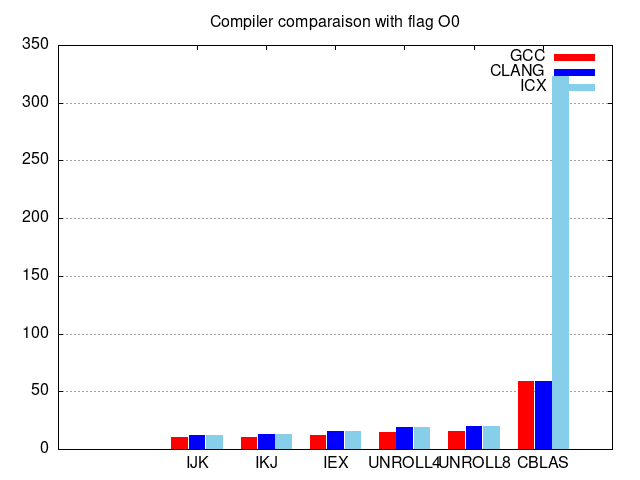 Compiler comparaison with flag O0
350
300
250
200
150
100
50
0
GCC
CLANG
ICX
IJK IKJ IEX UNROLL4 UNROLL8 CBLAS